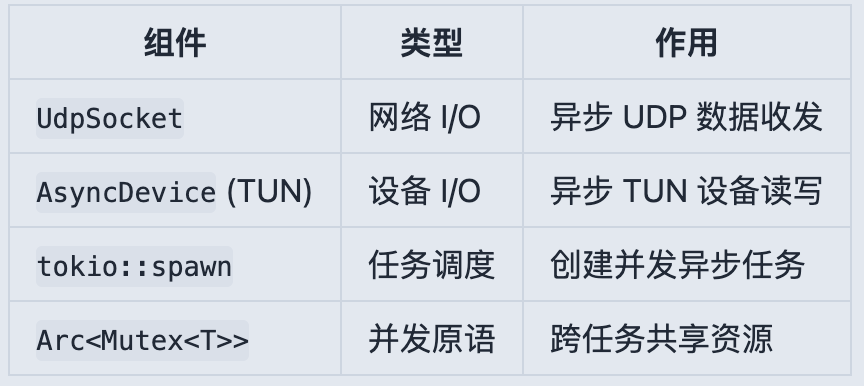 组件 类型 作用
UdpSocket 网络 I/O 异步 UDP 数据收发
AsyncDevice (TUN) 设备 I/O 异步 TUN 设备读写
tokio::spawn 任务调度 创建并发异步任务
Arc<Mutex<T>> 并发原语 跨任务共享资源